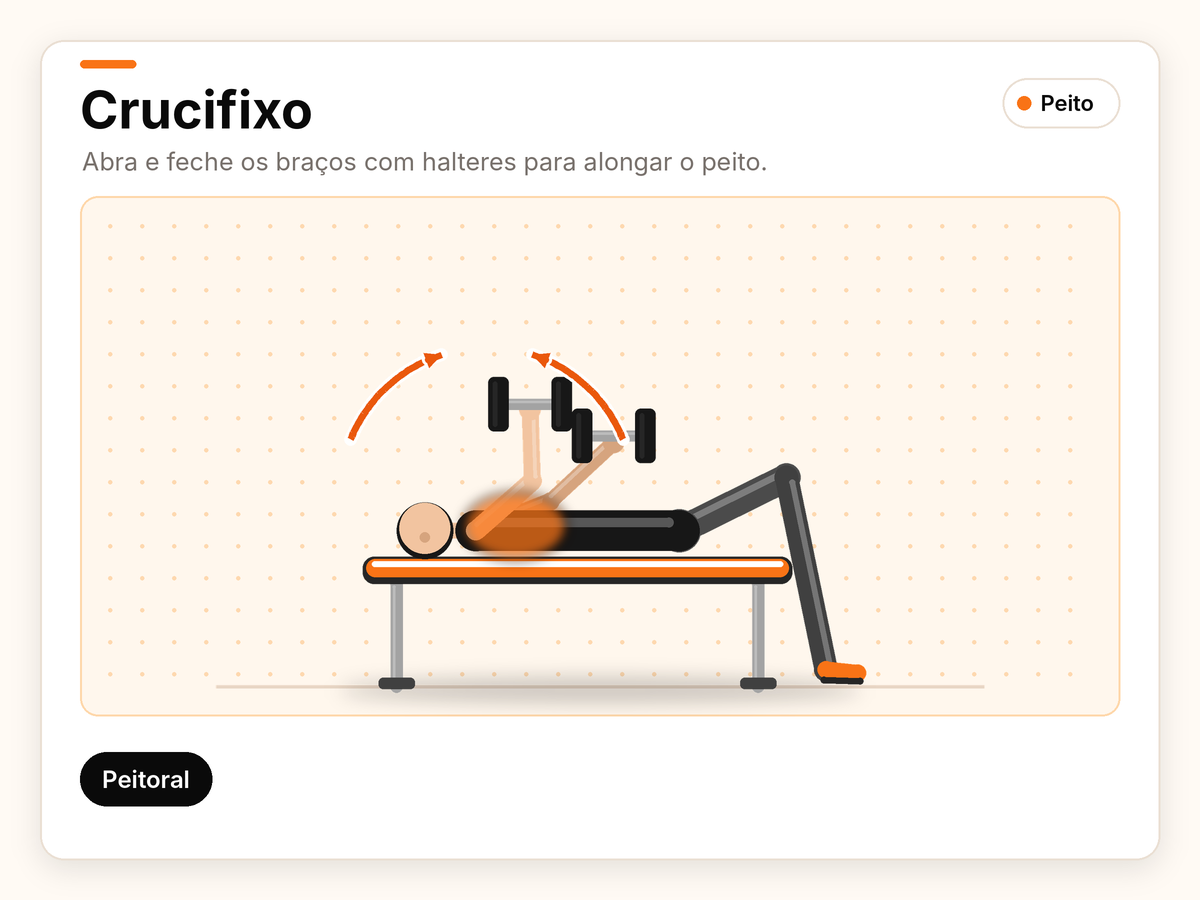 Crucifixo
Peito
Abra e feche os braços com halteres para alongar o peito.
Peitoral